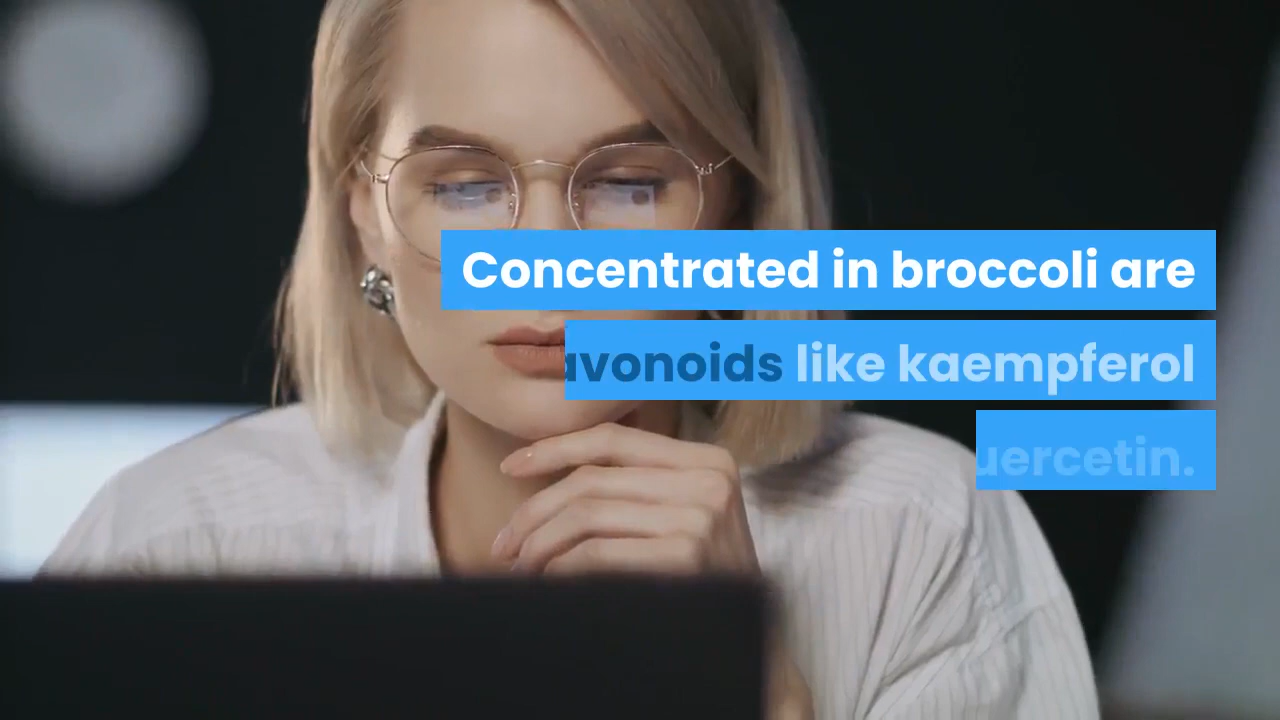 Concentrated in broccoli are
avonoids like kaempferol
uercetin.